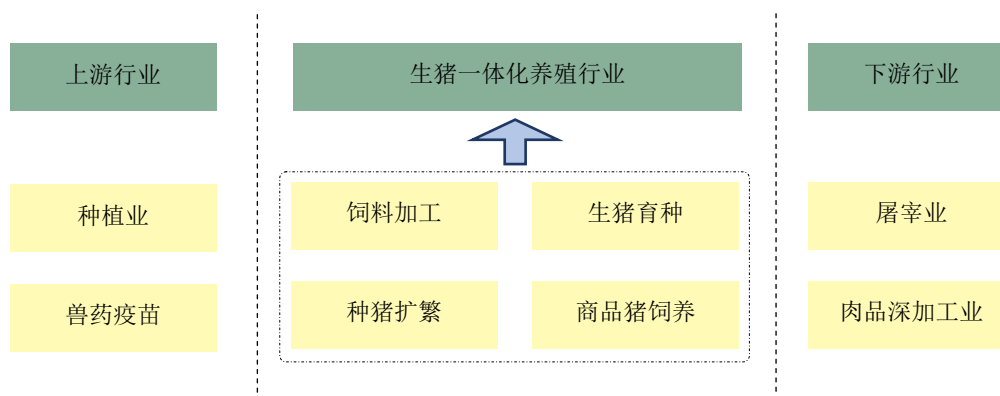 上游行业
生猪一体化养殖行业
下游行业
种植业
饲料加工
生猪育种
屠宰业
兽药疫苗
种猪扩繁
商品猪饲养
肉品深加工业